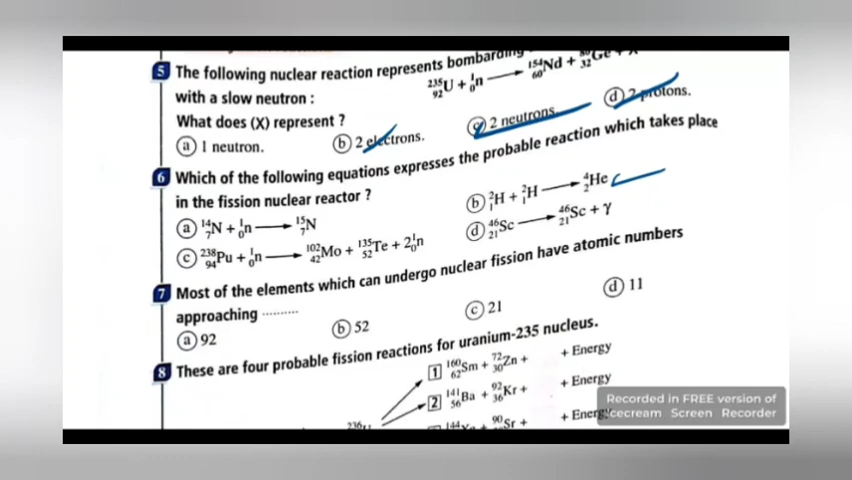 5 The following nuclear reaction represents bombarding
with a slow neutron :
²³⁵₉₂U + ¹₀n ⟶ ¹⁵⁴₆₀Nd + ⁸⁰₃₂Ge + X
What does (X) represent ?
ⓐ 1 neutron. ⓑ 2 electrons. ⓒ 2 neutrons. ⓓ 2 protons.
6 Which of the following equations expresses the probable reaction which takes place
in the fission nuclear reactor ?
ⓐ ¹⁴₇N + ¹₀n ⟶ ¹⁵₇N ⓑ ²₁H + ²₁H ⟶ ⁴₂He
ⓒ ²³⁸₉₄Pu + ¹₀n ⟶ ¹⁰²₄₂Mo + ¹³⁵₅₂Te + 2¹₀n ⓓ ⁴⁶₂₁Sc ⟶ ⁴⁶₂₁Sc + γ
7 Most of the elements which can undergo nuclear fission have atomic numbers
approaching ..........
ⓐ 92 ⓑ 52 ⓒ 21 ⓓ 11
8 These are four probable fission reactions for uranium-235 nucleus.
1 ¹⁶⁰₆₂Sm + ⁷²₃₀Zn + + Energy
2 ¹⁴¹₅₆Ba + ⁹²₃₆Kr + + Energy
⁹⁰Sr +
Recorded in FREE version of
Icecream Screen Recorder